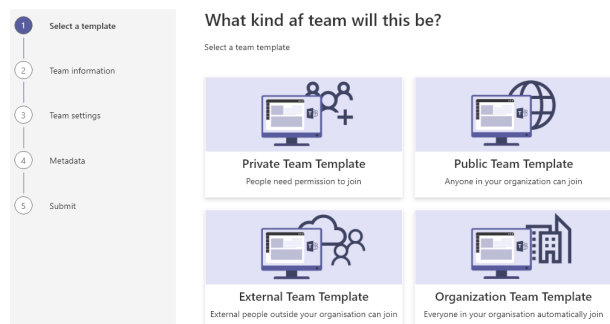 1 Select a template
2 Team information
3 Team settings
4 Metadata
5 Submit
What kind af team will this be?
Select a team template
Private Team Template
People need permission to join
Public Team Template
Anyone in your organization can join
External Team Template
External people outside your organisation can join
Organization Team Template
Everyone in your organisation automatically join